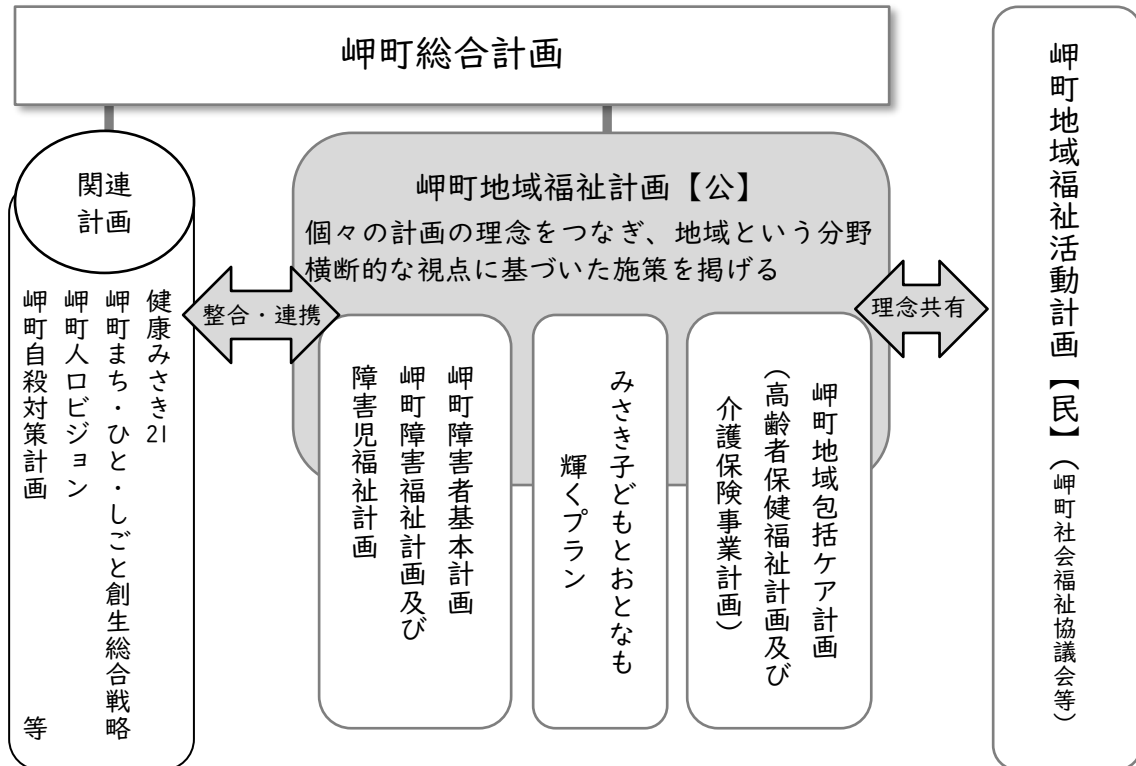 岬町総合計画
関連
計画
健康みさき21
岬町まち・ひと・しごと創生総合戦略
岬町人口ビジョン
岬町自殺対策計画　等
整合・連携
岬町地域福祉計画【公】
個々の計画の理念をつなぎ、地域という分野
横断的な視点に基づいた施策を掲げる
岬町障害者基本計画
岬町障害福祉計画及び
障害児福祉計画
みさき子どもとおとなも
輝くプラン
岬町地域包括ケア計画
（高齢者保健福祉計画及び
介護保険事業計画）
理念共有
岬町地域福祉活動計画【民】（岬町社会福祉協議会等）